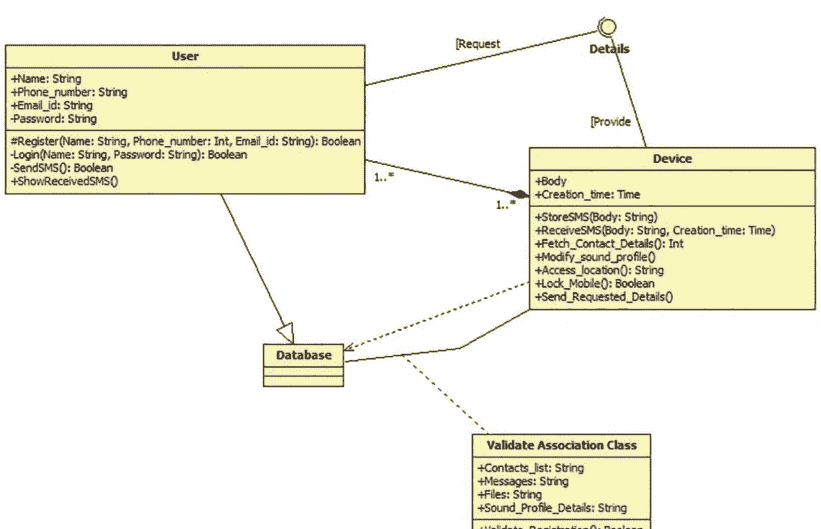 [Request
Details
[Provide
User
+Name: String
+Phone_number: String
+Email_id: String
-Password: String
#Register(Name: String, Phone_number: Int, Email_id: String): Boolean
-Login(Name: String, Password: String): Boolean
-SendSMS(): Boolean
+ShowReceivedSMS()
1..*
1..*
Device
+Body
+Creation_time: Time
+StoreSMS(Body: String)
+ReceiveSMS(Body: String, Creation_time: Time)
+Fetch_Contact_Details(): Int
+Modify_sound_profile()
+Access_location(): String
+Lock_Mobile(): Boolean
+Send_Requested_Details()
Database
Validate Association Class
+Contacts_list: String
+Messages: String
+Files: String
+Sound_Profile_Details: String
+Validate_Registration(): Boolean